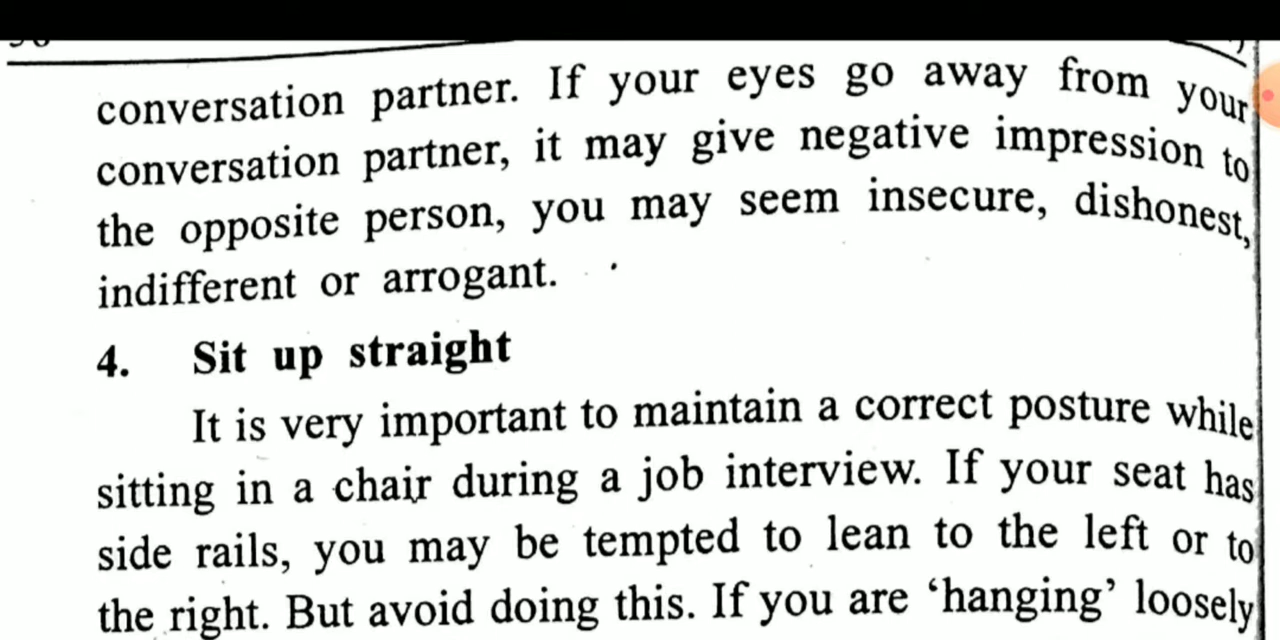 conversation partner. If your eyes go away from your
conversation partner, it may give negative impression to
the opposite person, you may seem insecure, dishonest,
indifferent or arrogant.
4. Sit up straight
It is very important to maintain a correct posture while
sitting in a chair during a job interview. If your seat has
side rails, you may be tempted to lean to the left or to
the right. But avoid doing this. If you are ‘hanging’ loosely